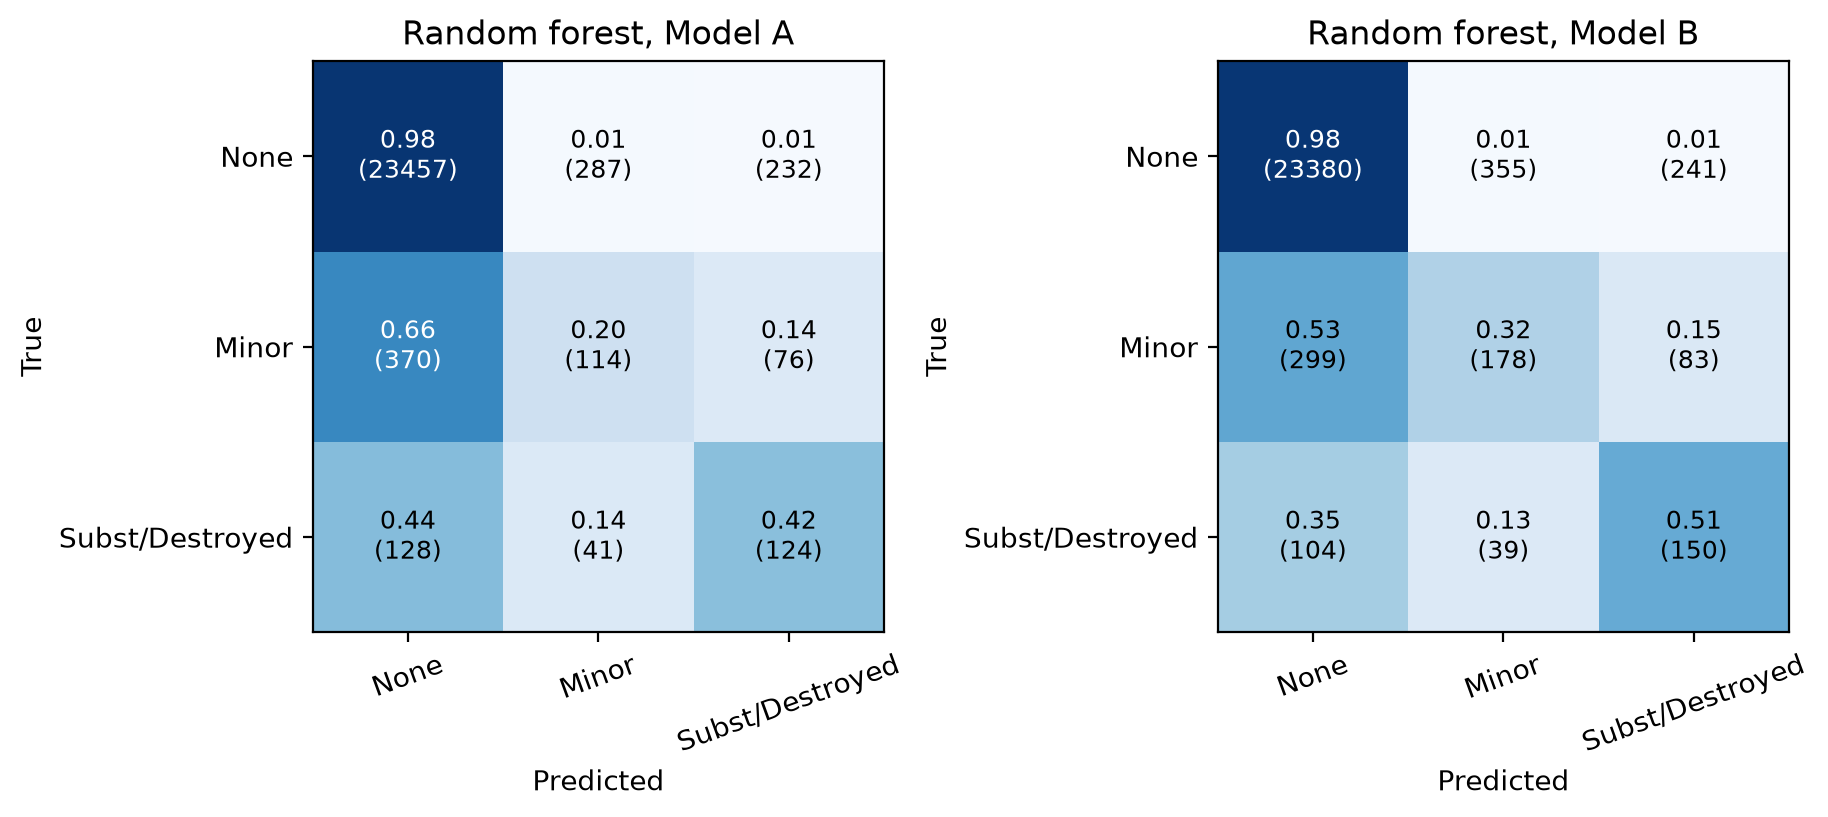 Random forest, Model A
True
None
0.98
(23457)
0.01
(287)
0.01
(232)
Minor
0.66
(370)
0.20
(114)
0.14
(76)
Subst/Destroyed
0.44
(128)
0.14
(41)
0.42
(124)
None
Minor
Subst/Destroyed
Predicted
Random forest, Model B
True
None
0.98
(23380)
0.01
(355)
0.01
(241)
Minor
0.53
(299)
0.32
(178)
0.15
(83)
Subst/Destroyed
0.35
(104)
0.13
(39)
0.51
(150)
None
Minor
Subst/Destroyed
Predicted